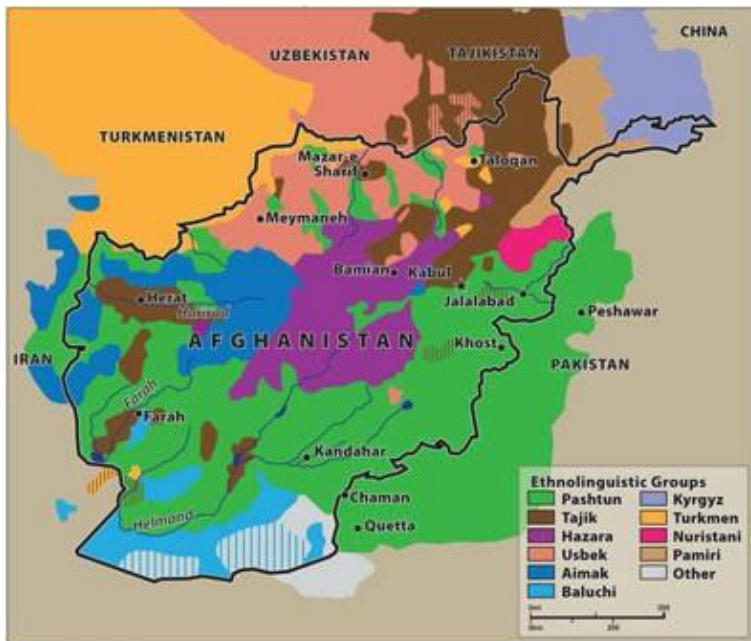 CHINA
UZBEKISTAN
TAJIKISTAN
TURKMENISTAN
Mazar-e
Sharif
Taloqan
Meymaneh
Bamian
Kabul
Herat
Harirud
Jalalabad
Peshawar
AFGHANISTAN
Khost
IRAN
PAKISTAN
Farah
Farah
Kandahar
Chaman
Helmand
Quetta
Ethnolinguistic Groups
Pashtun
Tajik
Hazara
Usbek
Aimak
Baluchi
Kyrgyz
Turkmen
Nuristani
Pamiri
Other